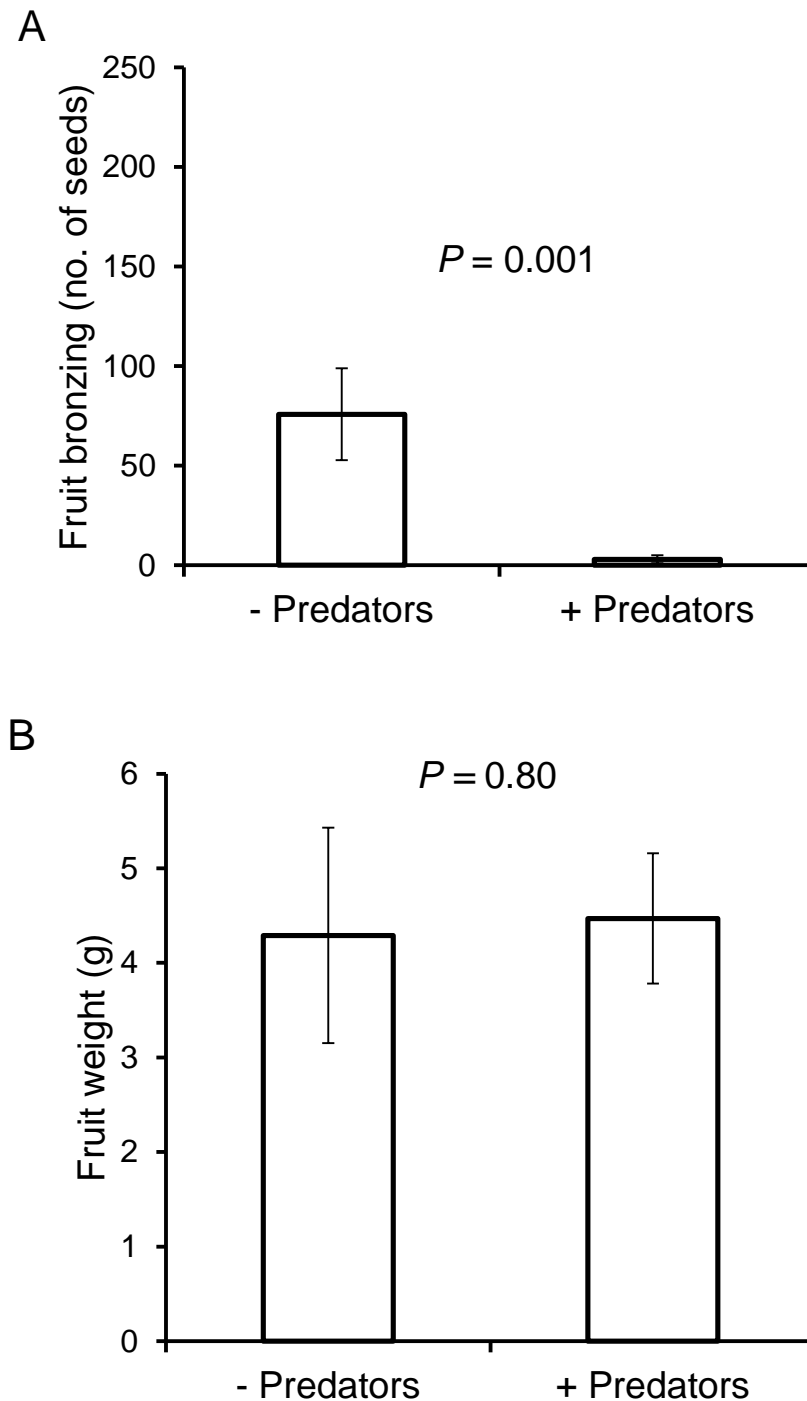 A
Fruit bronzing (no. of seeds)
250
200
150
100
50
0
P = 0.001
- Predators
+ Predators
B
Fruit weight (g)
6
5
4
3
2
1
0
P = 0.80
- Predators
+ Predators